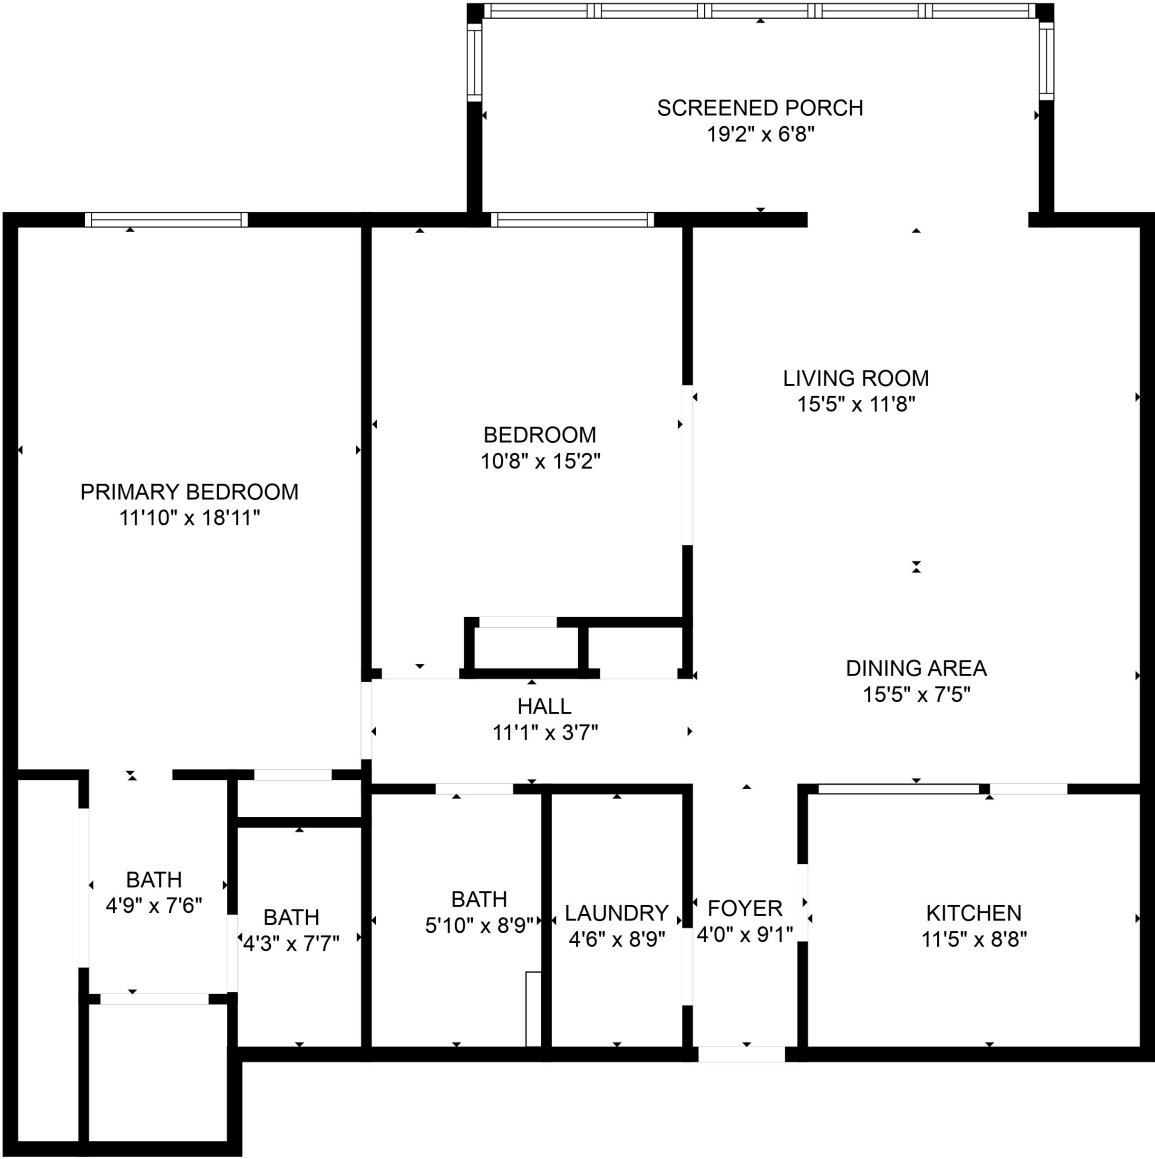 SCREENED PORCH
19'2" x 6'8"
LIVING ROOM
15'5" x 11'8"
BEDROOM
10'8" x 15'2"
PRIMARY BEDROOM
11'10" x 18'11"
DINING AREA
15'5" x 7'5"
HALL
11'1" x 3'7"
BATH
4'9" x 7'6"
BATH
4'3" x 7'7"
BATH
5'10" x 8'9"
LAUNDRY
4'6" x 8'9"
FOYER
4'0" x 9'1"
KITCHEN
11'5" x 8'8"